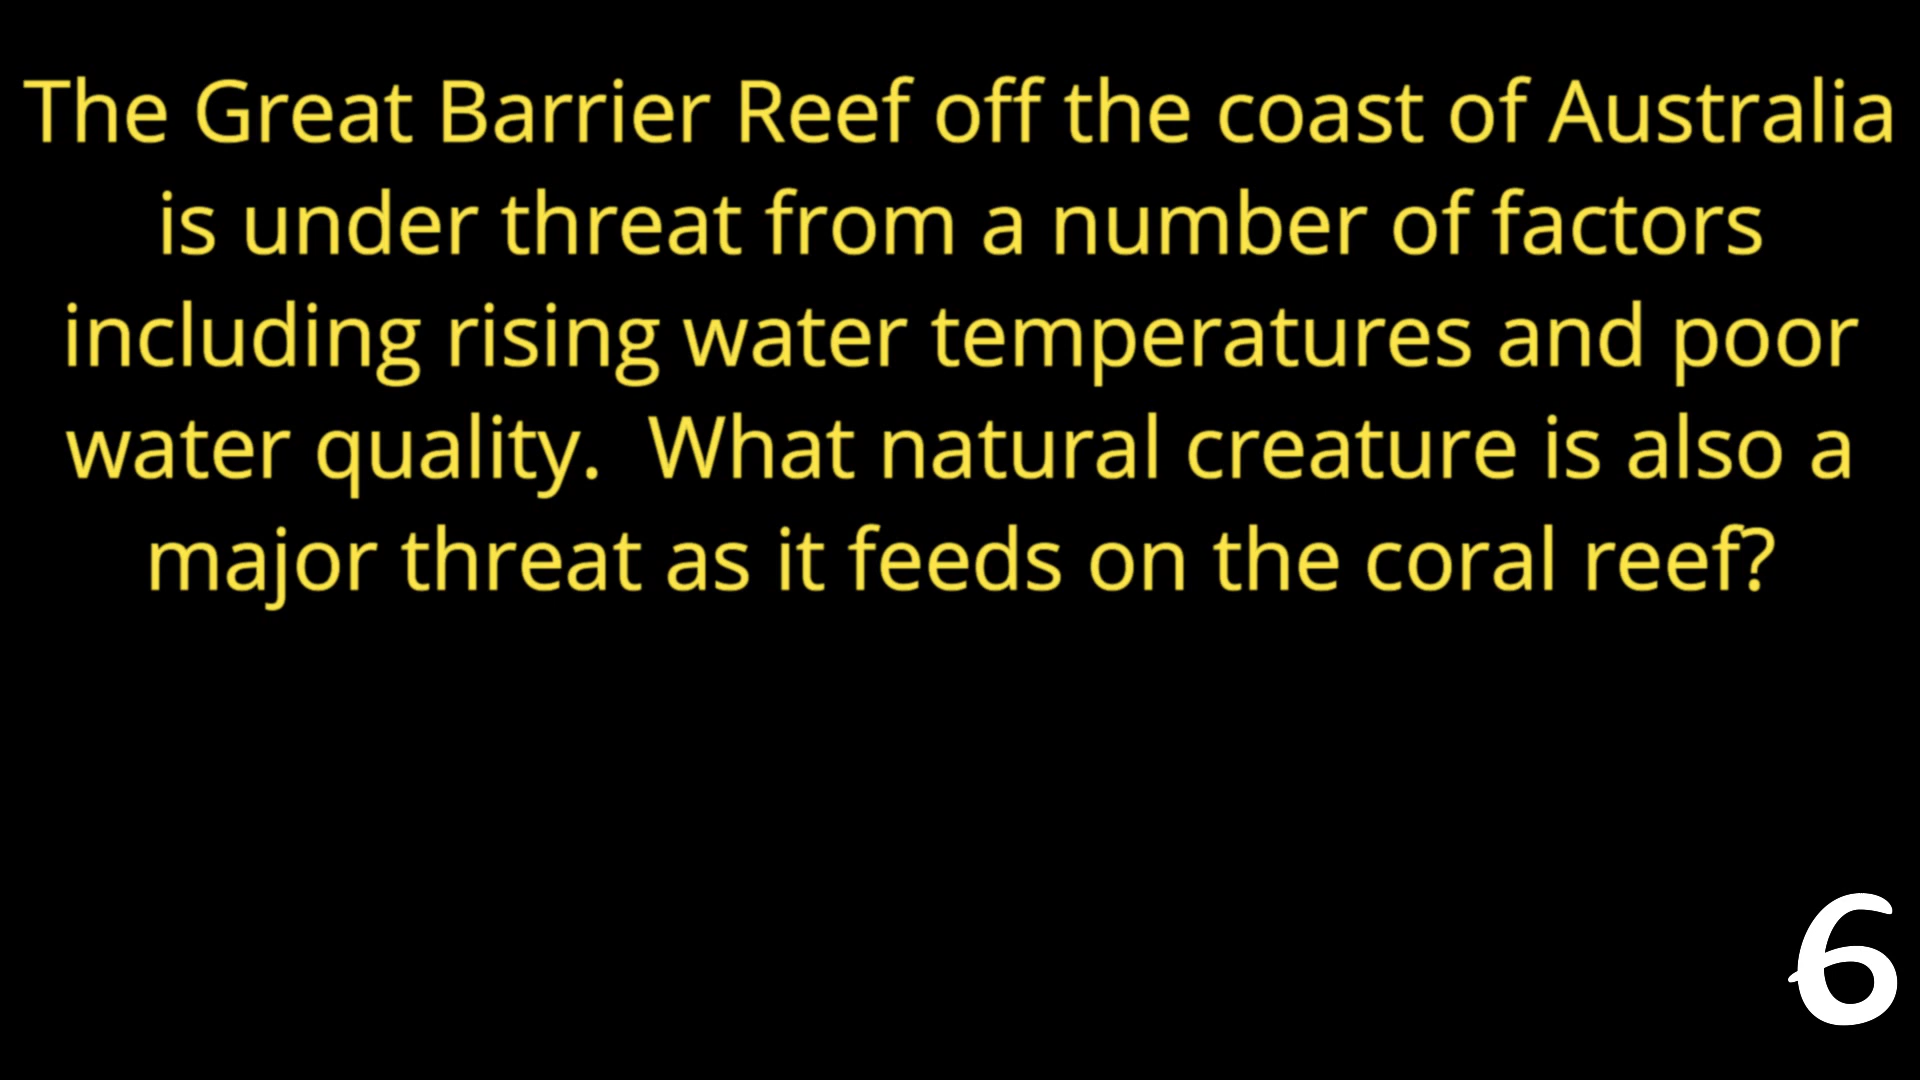 The Great Barrier Reef off the coast of Australia
is under threat from a number of factors
including rising water temperatures and poor
water quality.  What natural creature is also a
major threat as it feeds on the coral reef?
6